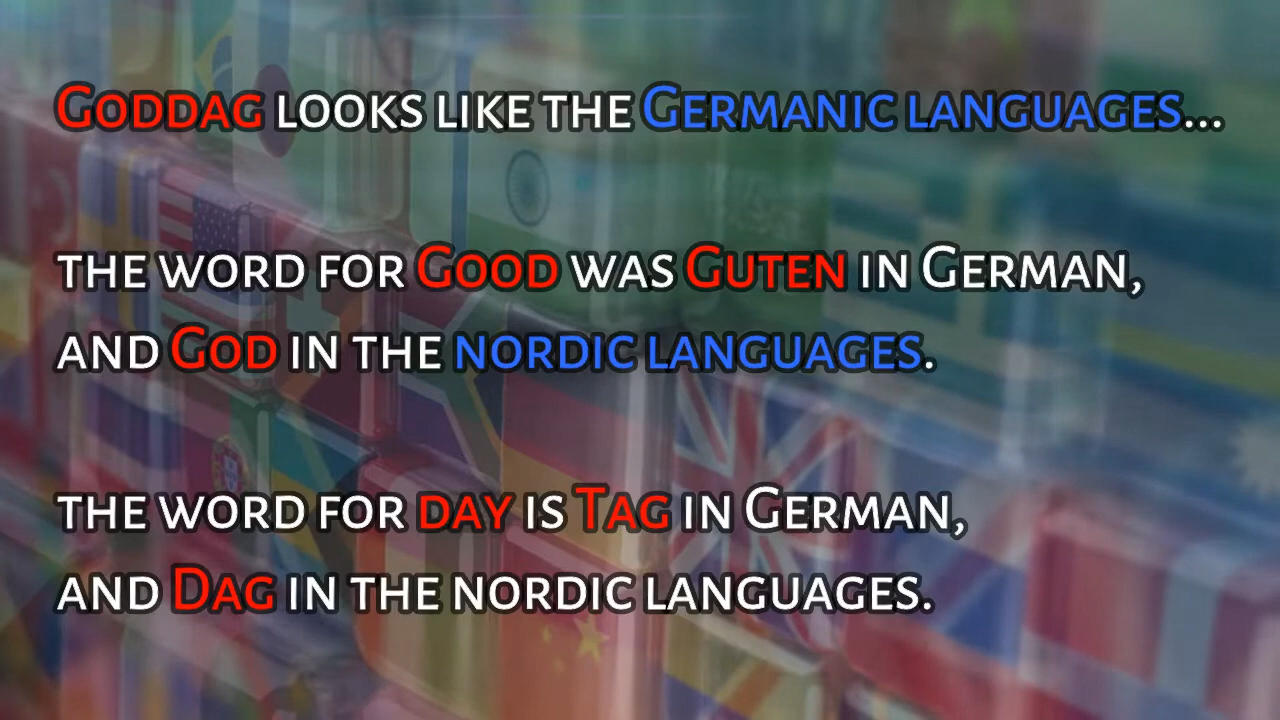 Goddag looks like the Germanic languages...
the word for Good was Guten in German,
and God in the nordic languages.
the word for day is Tag in German,
and Dag in the nordic languages.